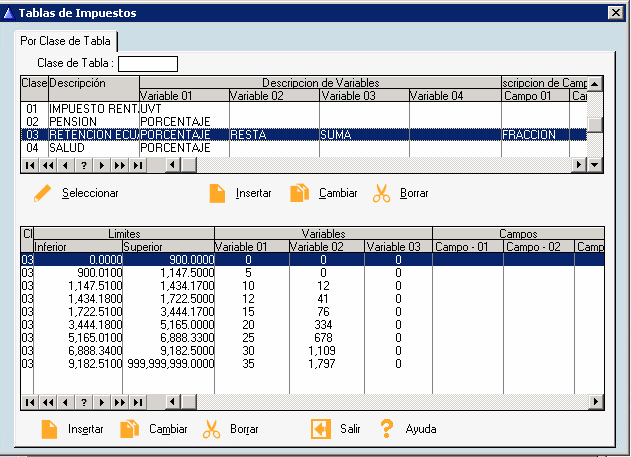 Tablas de Impuestos
Por Clase de Tabla
Clase de Tabla :
Clase Descripción Descripcion de Variables scripcion de Camp
Variable 01 Variable 02 Variable 03 Variable 04 Campo 01 Car
01 IMPUESTO RENT. UVT
02 PENSION PORCENTAJE
03 RETENCION ECU PORCENTAJE RESTA SUMA FRACCION
04 SALUD PORCENTAJE
Seleccionar Insertar Cambiar Borrar
Cl Limites Variables Campos
Inferior Superior Variable 01 Variable 02 Variable 03 Campo - 01 Campo - 02 Camp
03 0.0000 900.0000 0 0 0
03 900.0100 1,147.5000 5 0 0
03 1,147.5100 1,434.1700 10 12 0
03 1,434.1800 1,722.5000 12 41 0
03 1,722.5100 3,444.1700 15 76 0
03 3,444.1800 5,165.0000 20 334 0
03 5,165.0100 6,888.3300 25 678 0
03 6,888.3400 9,182.5000 30 1,109 0
03 9,182.5100 999,999,999.0000 35 1,797 0
Insertar Cambiar Borrar Salir ? Ayuda